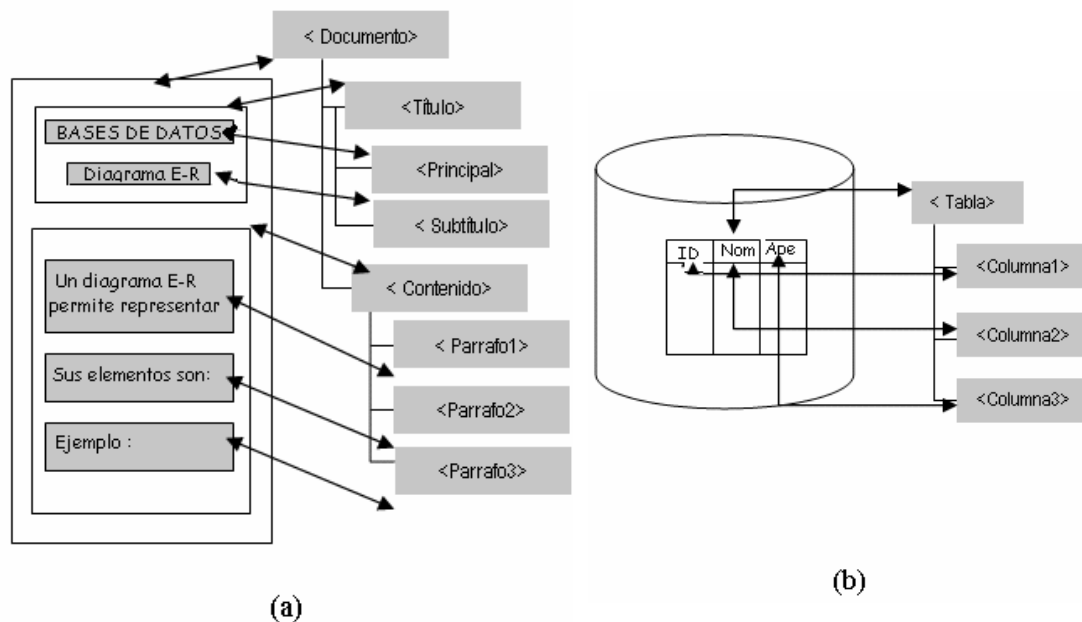 < Documento>
<Título>
BASES DE DATOS
<Principal>
Diagrama E-R
< Subtítulo>
Un diagrama E-R
permite representar
< Contenido>
< Parrafo1
Sus elementos son:
<Parrafo2>
Ejemplo :
<Parrafo3>
(a)
< Tabla>
ID Nom Ape
<Columna1>
<Columna2>
<Columna3>
(b)